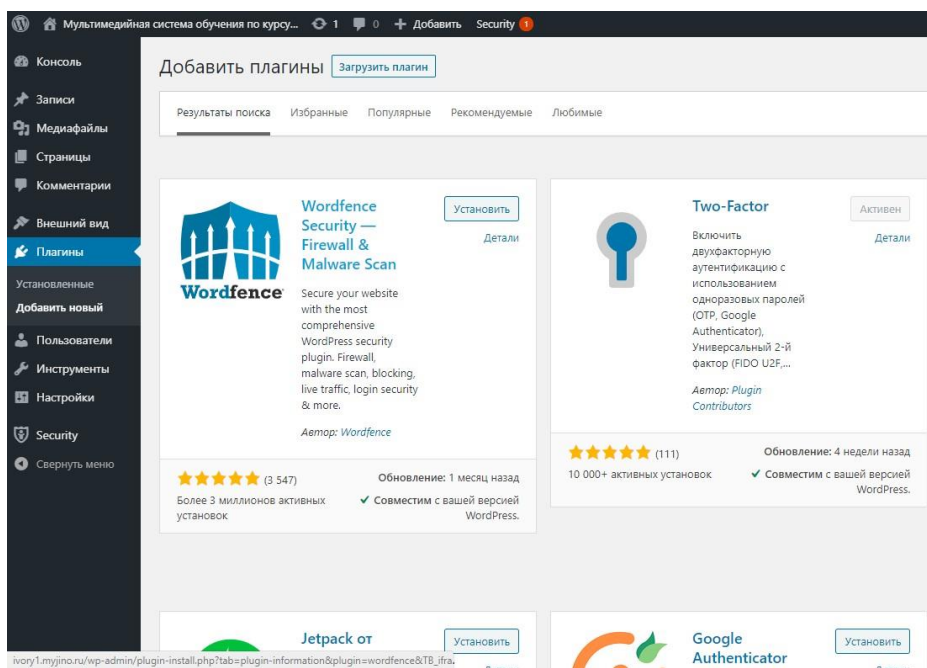 Мультимедийная система обучения по курсу... 1 0 + Добавить Security 1
Консоль
Записи
Медиафайлы
Страницы
Комментарии
Внешний вид
Плагины
Установленные
Добавить новый
Пользователи
Инструменты
Настройки
Security
Свернуть меню
Добавить плагины Загрузить плагин
Результаты поиска Избранные Популярные Рекомендуемые Любимые
Wordfence
Wordfence
Security —
Firewall &
Malware Scan
Установить
Детали
Secure your website
with the most
comprehensive
WordPress security
plugin. Firewall,
malware scan, blocking,
live traffic, login security
& more.
Автор: Wordfence
(3 547)
Более 3 миллионов активных
установок
Обновление: 1 месяц назад
✔ Совместим с вашей версией
WordPress.
Two-Factor
Активен
Детали
Включить
двухфакторную
аутентификацию с
использованием
одноразовых паролей
(OTP, Google
Authenticator),
Универсальный 2-й
фактор (FIDO U2F,...
Автор: Plugin
Contributors
(111)
10 000+ активных установок
Обновление: 4 недели назад
✔ Совместим с вашей версией
WordPress.
Jetpack от
Установить
Google
Authenticator
Установить
ivory1.myjino.ru/wp-admin/plugin-install.php?tab=plugin-information&plugin=wordfence&TB_ifra...